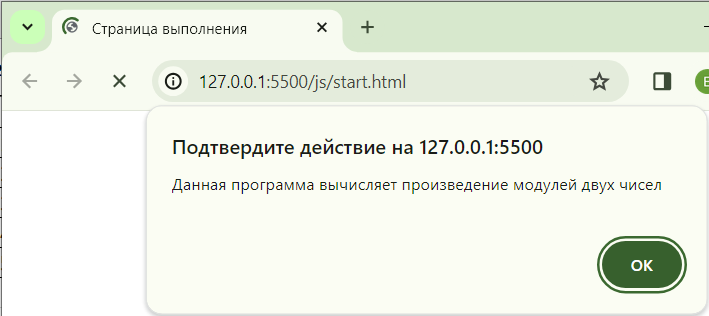 Страница выполнения
127.0.0.1:5500/js/start.html
Подтвердите действие на 127.0.0.1:5500
Данная программа вычисляет произведение модулей двух чисел
ОК